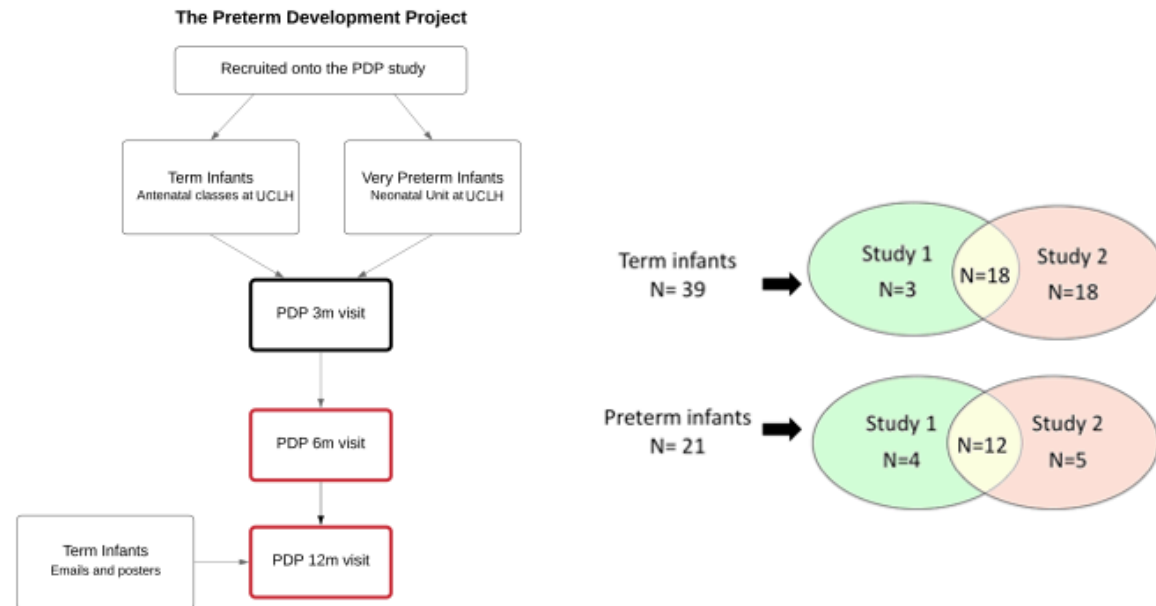 The Preterm Development Project
Recruited onto the PDP study
Term Infants
Antenatal classes at UCLH
Very Preterm Infants
Neonatal Unit at UCLH
PDP 3m visit
PDP 6m visit
Term Infants
Emails and posters
PDP 12m visit
Term infants
N= 39
Study 1
N=3
N=18
Study 2
N=18
Preterm infants
N= 21
Study 1
N=4
N=12
Study 2
N=5